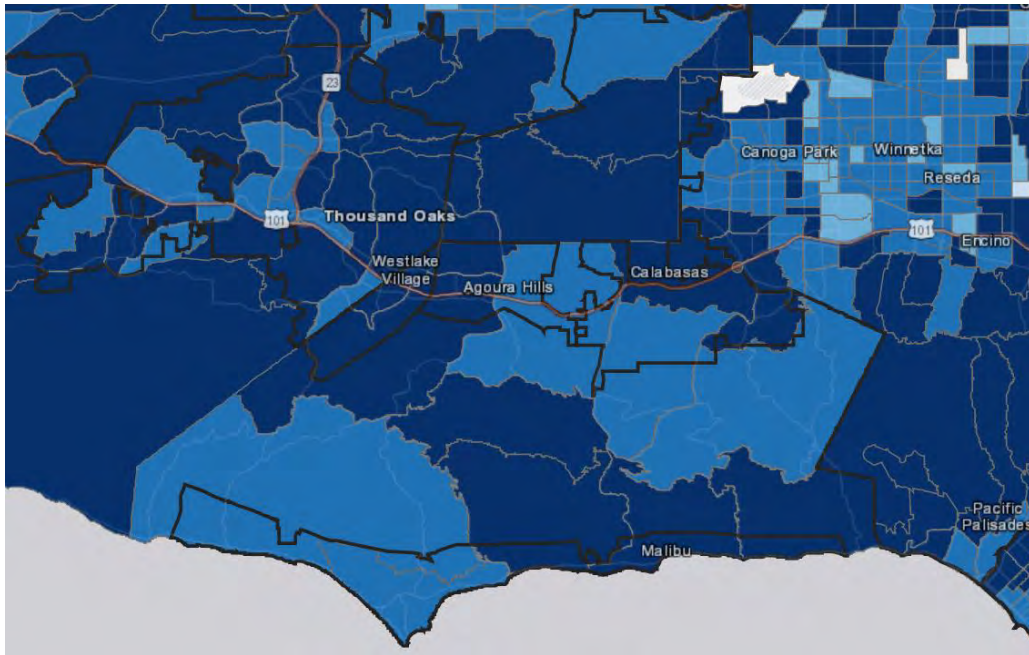 23
Canoga Park
Winnetka
Reseda
101
Thousand Oaks
101
Encino
Westlake
Village
Calabasas
Agoura Hills
Pacific
Palisades
Malibu